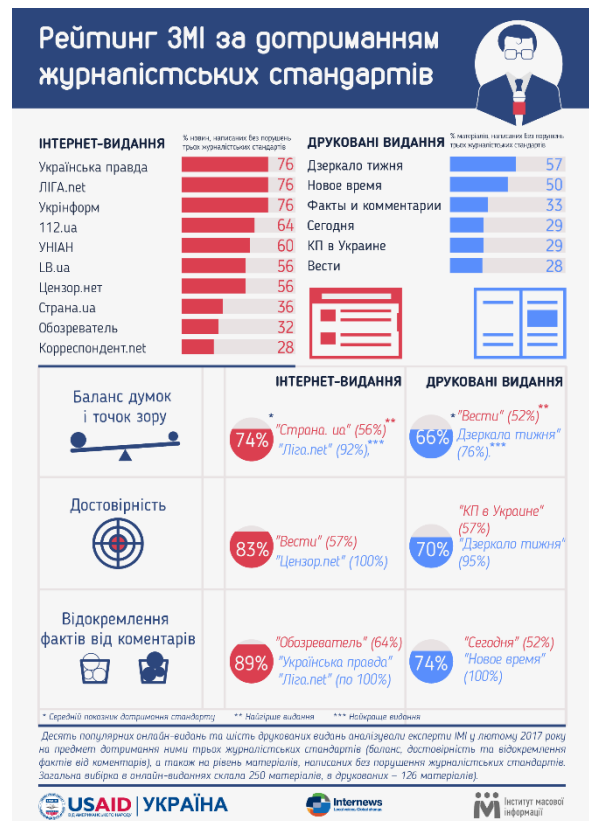 Рейтинг ЗМІ за дотриманням
журналістських стандартів
ІНТЕРНЕТ-ВИДАННЯ
% новин, написаних без порушень
трьох журналістських стандартів
Українська правда 76
ЛІГА.net 76
Укрінформ 76
112.ua 64
УНІАН 60
LB.ua 56
Цензор.нет 56
Страна.ua 36
Обозреватель 32
Корреспондент.net 28
ДРУКОВАНІ ВИДАННЯ
% матеріалів, написаних без порушень
трьох журналістських стандартів
Дзеркало тижня 57
Новое время 50
Факты и комментарии 33
Сегодня 29
КП в Украине 29
Вести 28
ІНТЕРНЕТ-ВИДАННЯ
ДРУКОВАНІ ВИДАННЯ
Баланс думок
і точок зору
74%*
"Страна. ua" (56%)**
"Ліга.net" (92%),***
66%*
"Вести" (52%)**
Дзеркала тижня"
(76%).***
Достовірність
83%
"Вести" (57%)
"Цензор.net" (100%)
70%
"КП в Украине"
(57%)
"Дзеркало тижня"
(95%)
Відокремлення
фактів від коментарів
89%
"Обозреватель" (64%)
"Українська правда"
"Ліга.net" (по 100%)
74%
"Сегодня" (52%)
"Новое время"
(100%)
* Середній показник дотримання стандарту ** Найгірше видання *** Найкраще видання
Десять популярних онлайн-видань та шість друкованих видань аналізували експерти ІМІ у лютому 2017 року
на предмет дотримання ними трьох журналістських стандартів (баланс, достовірність та відокремлення
фактів від коментарів), а також на рівень матеріалів, написаних без порушення журналістських стандартів.
Загальна вибірка в онлайн-виданнях склала 250 матеріалів, в друкованих – 126 матеріалів).
USAID | УКРАЇНА
ВІД АМЕРИКАНСЬКОГО НАРОДУ
Internews
Local voices. Global change.
Інститут масової
інформації